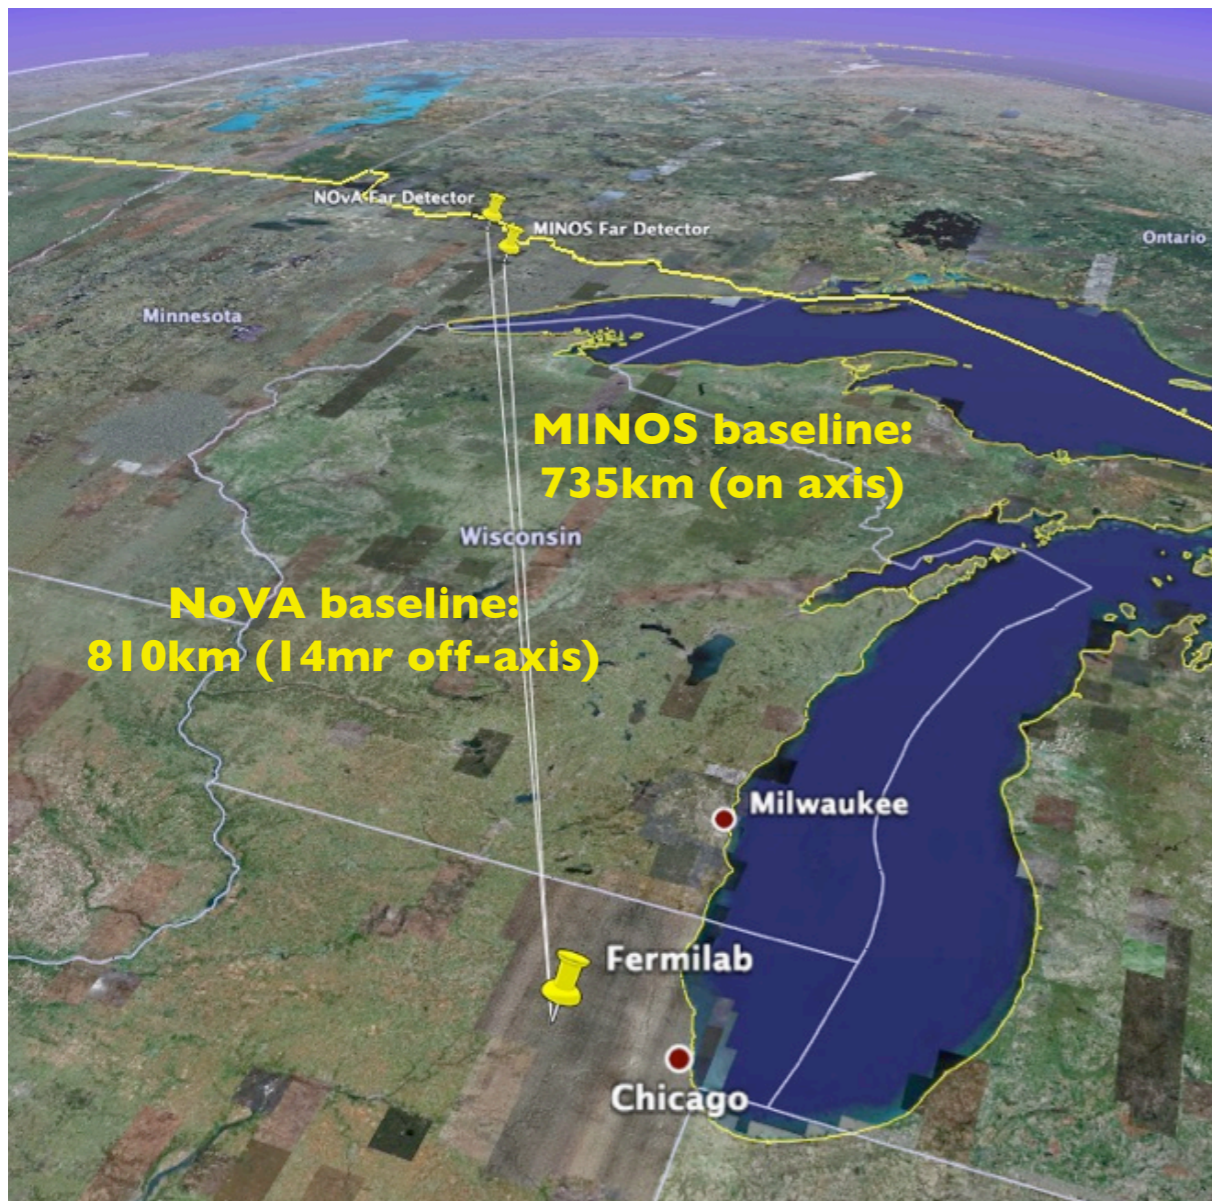 NOvA Far Detector
MINOS Far Detector
Ontario
Minnesota
MINOS baseline:
735km (on axis)
Wisconsin
NoVA baseline:
810km (14mr off-axis)
Milwaukee
Fermilab
Chicago